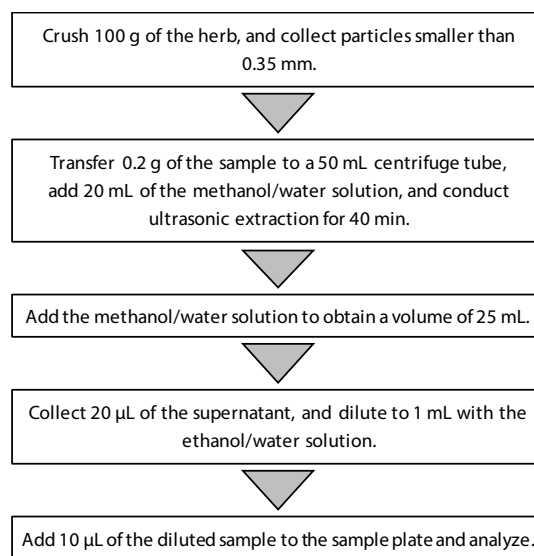 Crush 100 g of the herb, and collect particles smaller than
0.35 mm.
Transfer 0.2 g of the sample to a 50 mL centrifuge tube,
add 20 mL of the methanol/water solution, and conduct
ultrasonic extraction for 40 min.
Add the methanol/water solution to obtain a volume of 25 mL.
Collect 20 μL of the supernatant, and dilute to 1 mL with the
ethanol/water solution.
Add 10 μL of the diluted sample to the sample plate and analyze.